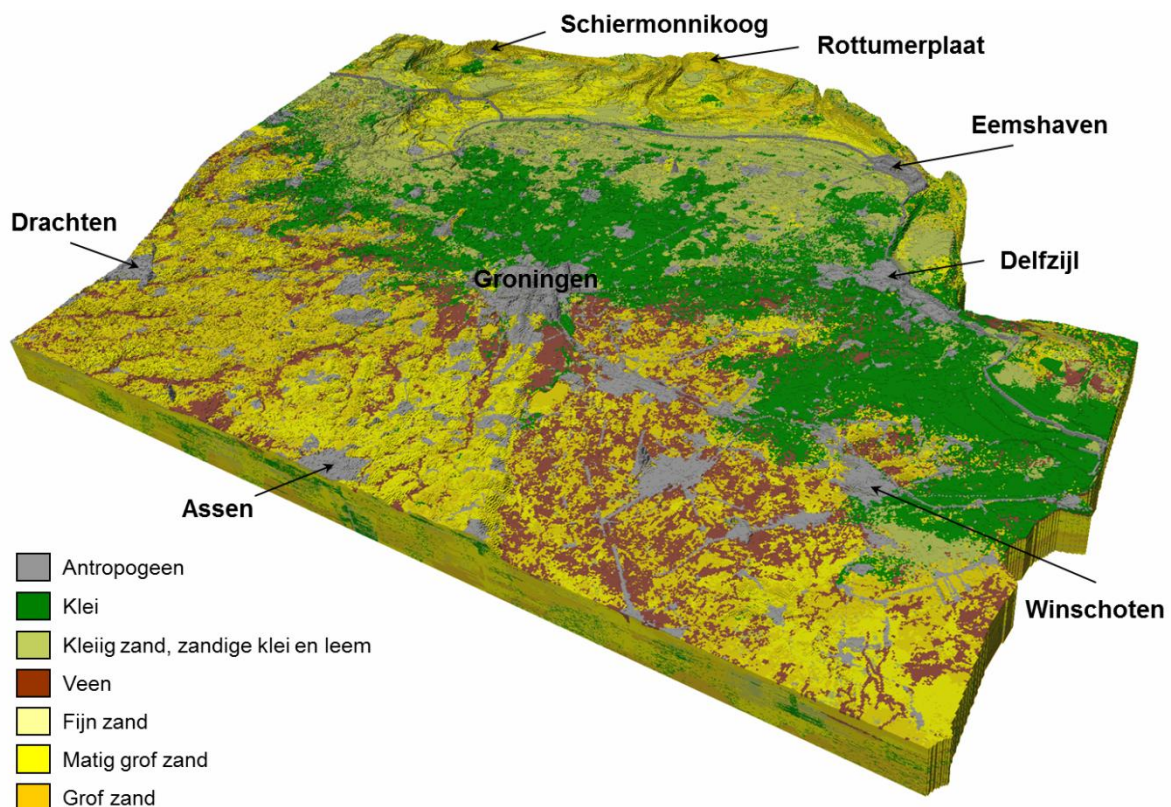 Schiermonnikoog
Rottumerplaat
Eemshaven
Drachten
Groningen
Delfzijl
Assen
Winschoten
Antropogeen
Klei
Kleiig zand, zandige klei en leem
Veen
Fijn zand
Matig grof zand
Grof zand